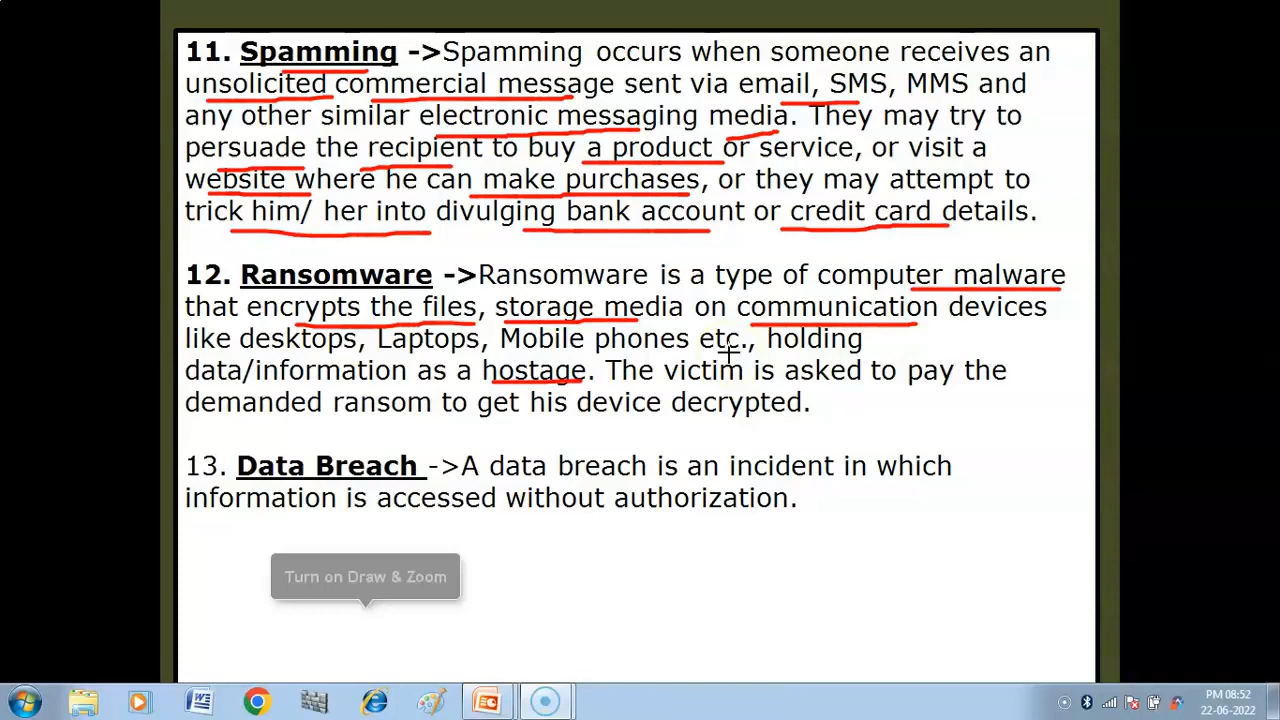 11. Spamming ->Spamming occurs when someone receives an
unsolicited commercial message sent via email, SMS, MMS and
any other similar electronic messaging media. They may try to
persuade the recipient to buy a product or service, or visit a
website where he can make purchases, or they may attempt to
trick him/ her into divulging bank account or credit card details.
12. Ransomware ->Ransomware is a type of computer malware
that encrypts the files, storage media on communication devices
like desktops, Laptops, Mobile phones etc., holding
data/information as a hostage. The victim is asked to pay the
demanded ransom to get his device decrypted.
13. Data Breach ->A data breach is an incident in which
information is accessed without authorization.
Turn on Draw & Zoom
PM 08:52
22-06-2022